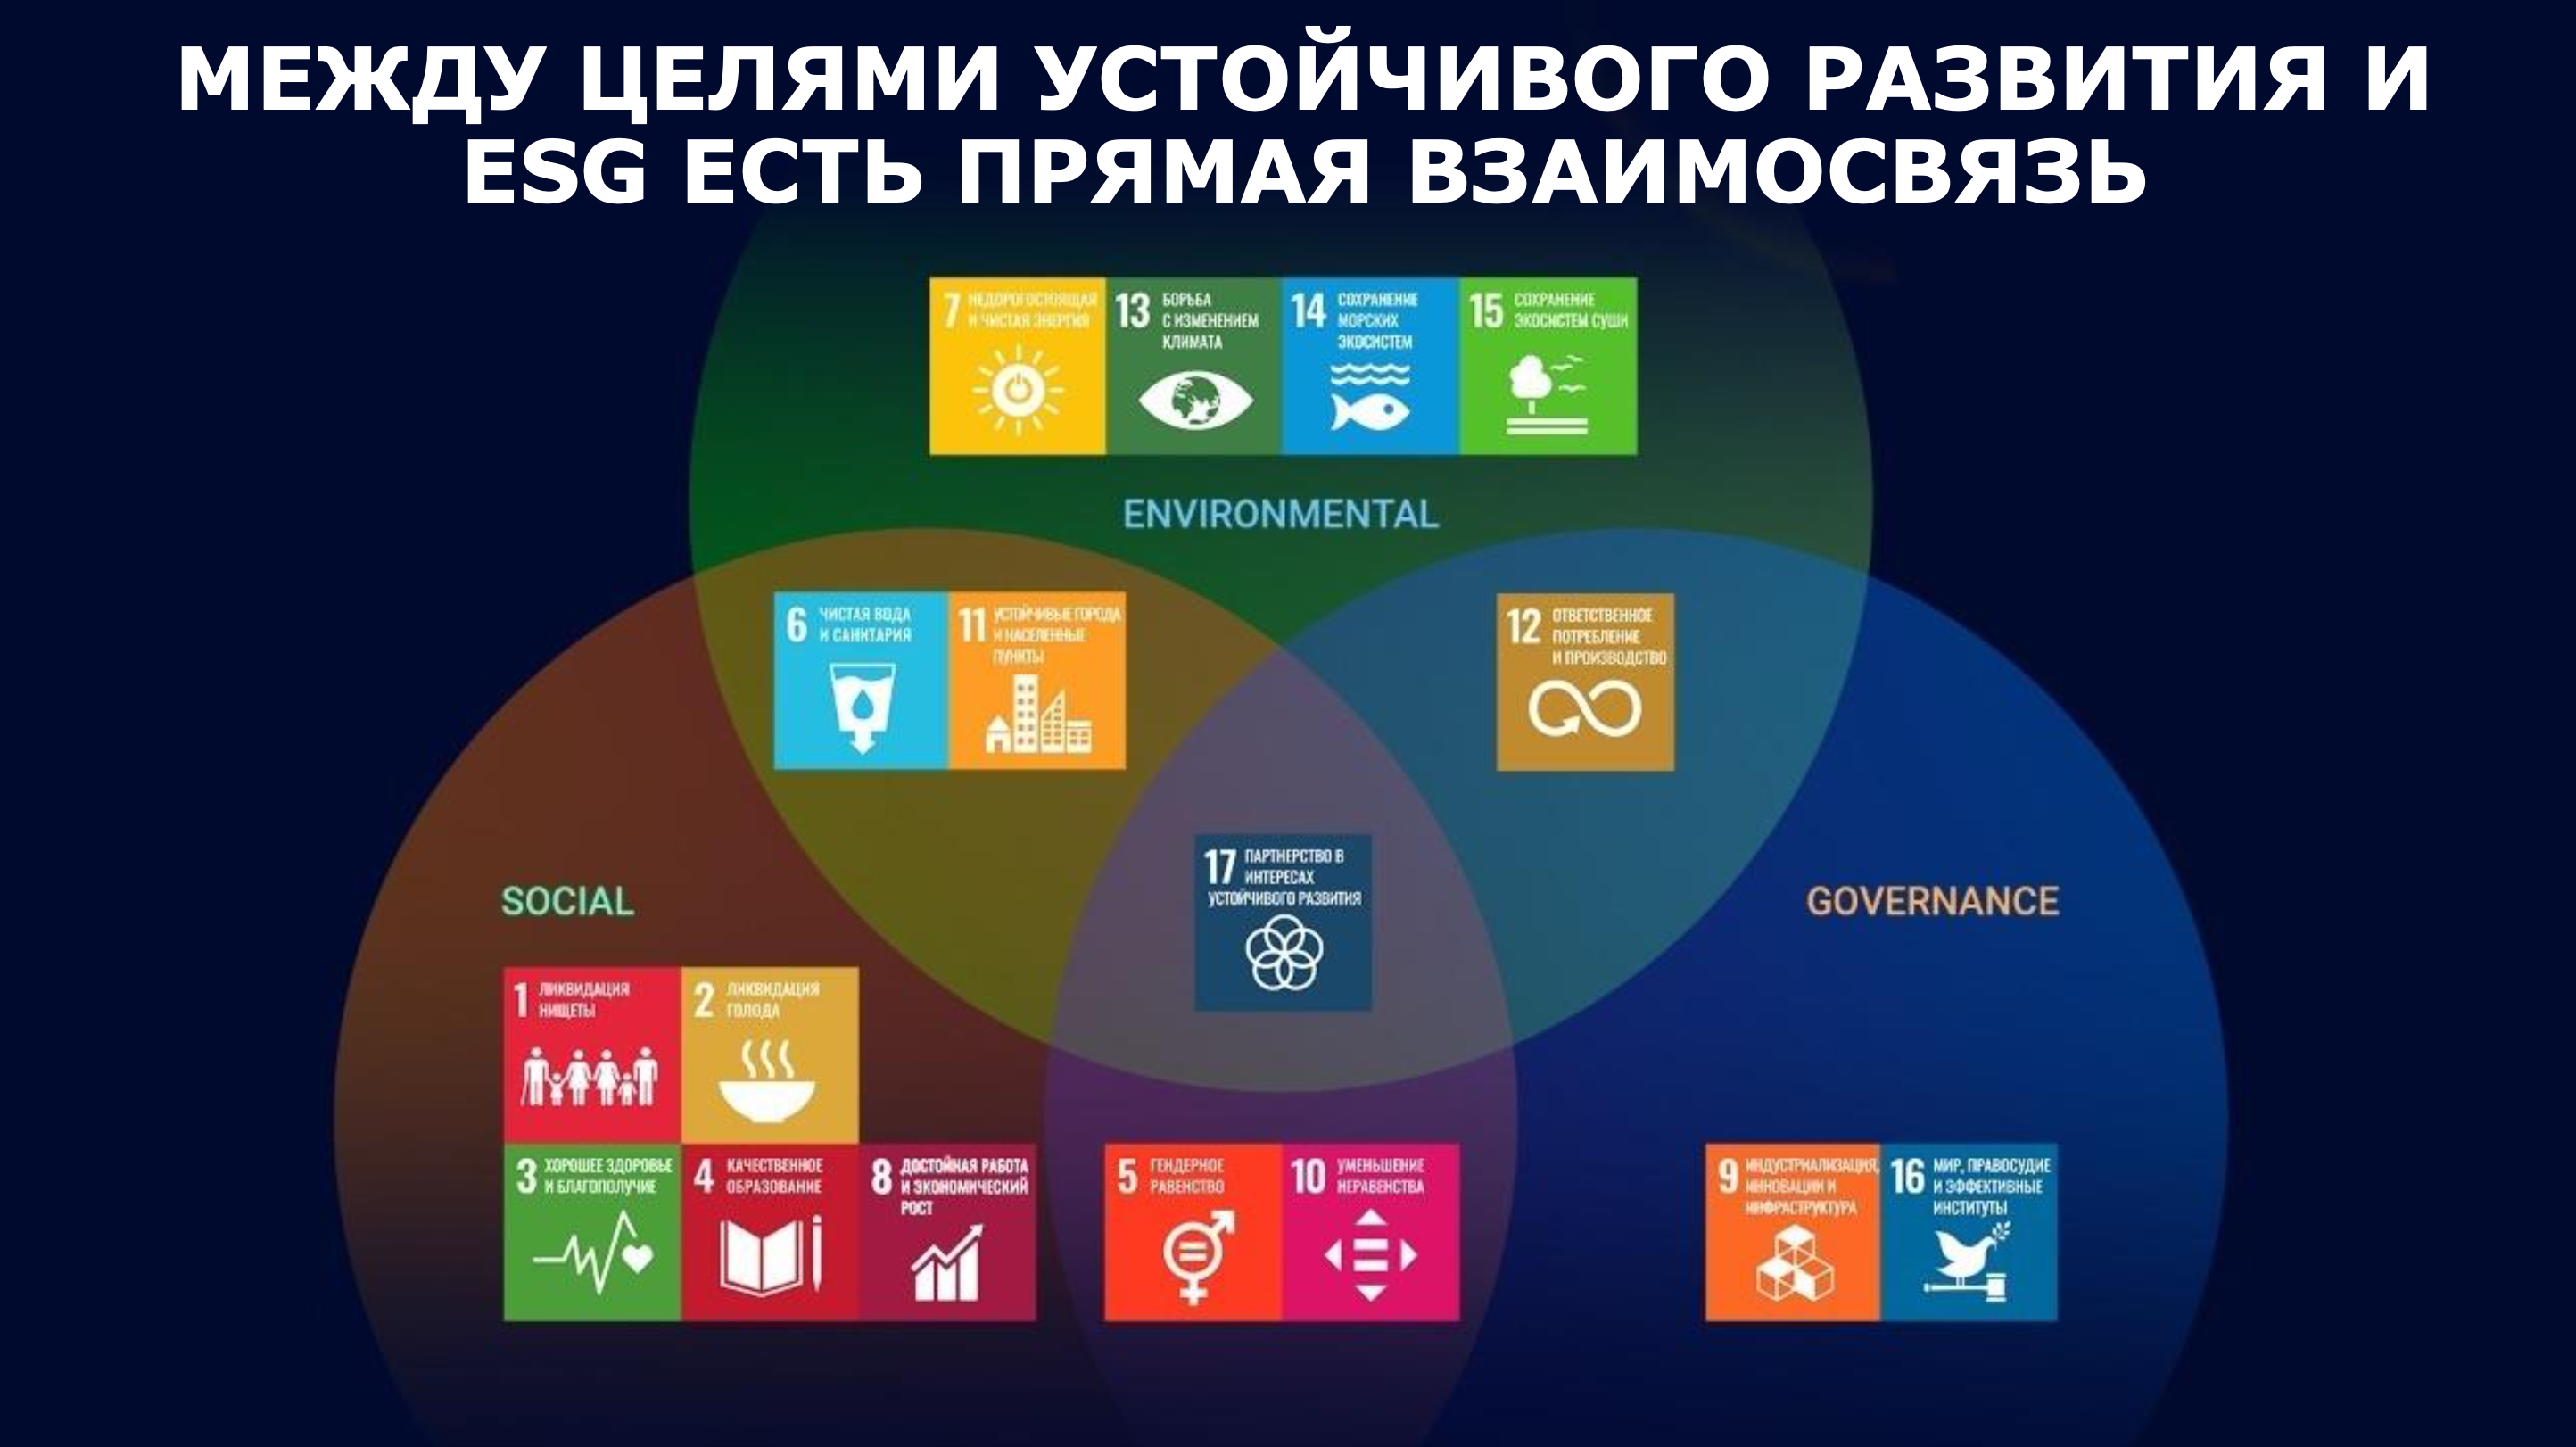 МЕЖДУ ЦЕЛЯМИ УСТОЙЧИВОГО РАЗВИТИЯ И
ESG ЕСТЬ ПРЯМАЯ ВЗАИМОСВЯЗЬ
7 НЕДОРОГОСТОЯЩАЯ
И ЧИСТАЯ ЭНЕРГИЯ
13 БОРЬБА
С ИЗМЕНЕНИЕМ
КЛИМАТА
14 СОХРАНЕНИЕ
МОРСКИХ
ЭКОСИСТЕМ
15 СОХРАНЕНИЕ
ЭКОСИСТЕМ СУШИ
ENVIRONMENTAL
6 ЧИСТАЯ ВОДА
И САНИТАРИЯ
11 УСТОЙЧИВЫЕ ГОРОДА
И НАСЕЛЕННЫЕ
ПУНКТЫ
12 ОТВЕТСТВЕННОЕ
ПОТРЕБЛЕНИЕ
И ПРОИЗВОДСТВО
17 ПАРТНЕРСТВО В
ИНТЕРЕСАХ
УСТОЙЧИВОГО РАЗВИТИЯ
SOCIAL
GOVERNANCE
1 ЛИКВИДАЦИЯ
НИЩЕТЫ
2 ЛИКВИДАЦИЯ
ГОЛОДА
3 ХОРОШЕЕ ЗДОРОВЬЕ
И БЛАГОПОЛУЧИЕ
4 КАЧЕСТВЕННОЕ
ОБРАЗОВАНИЕ
8 ДОСТОЙНАЯ РАБОТА
И ЭКОНОМИЧЕСКИЙ
РОСТ
5 ГЕНДЕРНОЕ
РАВЕНСТВО
10 УМЕНЬШЕНИЕ
НЕРАВЕНСТВА
9 ИНДУСТРИАЛИЗАЦИЯ,
ИННОВАЦИИ И
ИНФРАСТРУКТУРА
16 МИР, ПРАВОСУДИЕ
И ЭФФЕКТИВНЫЕ
ИНСТИТУТЫ